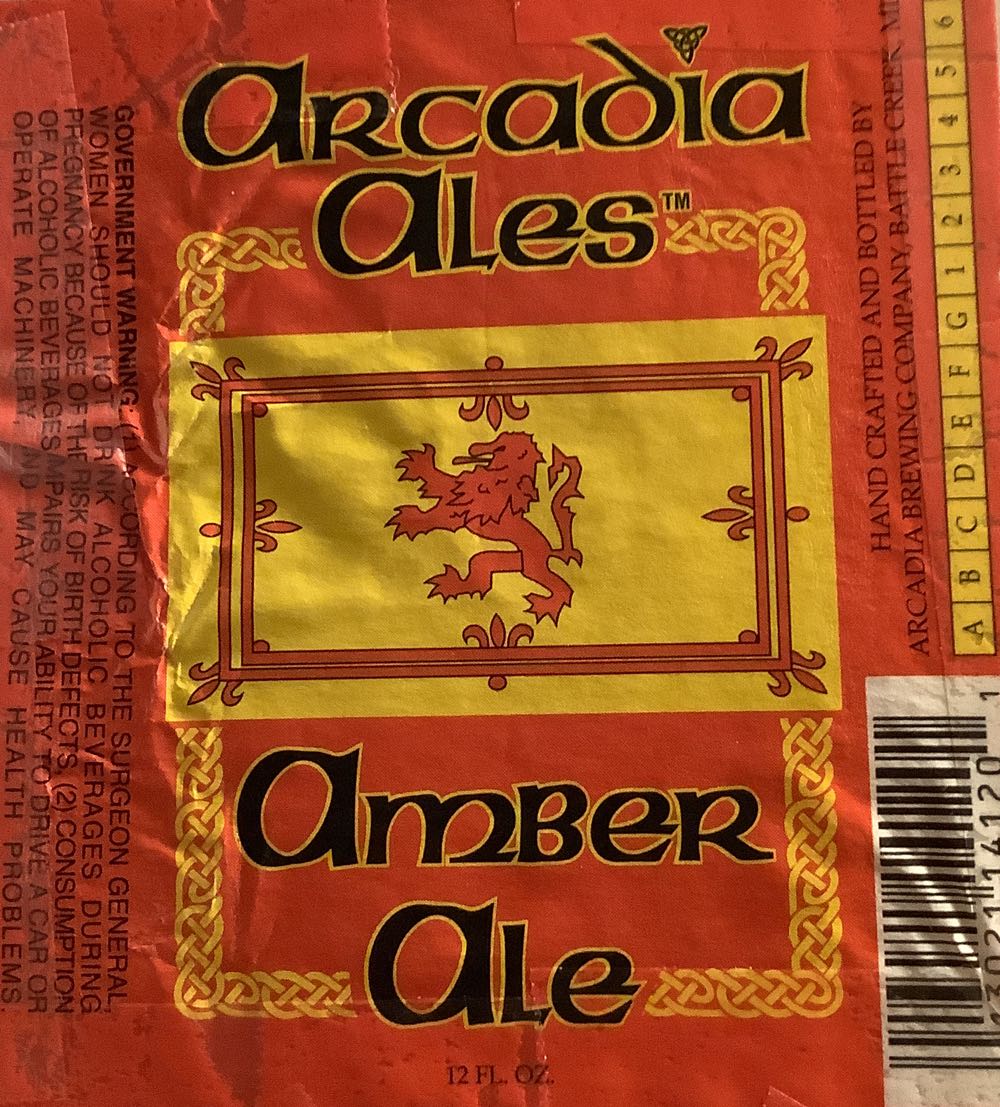 Arcadia
Ales™
Amber
Ale
12 FL. OZ.
GOVERNMENT WARNING: ACCORDING TO THE SURGEON GENERAL,
WOMEN SHOULD NOT DRINK ALCOHOLIC BEVERAGES DURING
PREGNANCY BECAUSE OF THE RISK OF BIRTH DEFECTS, (2) CONSUMPTION
OF ALCOHOLIC BEVERAGES IMPAIRS YOUR ABILITY TO DRIVE A CAR OR
OPERATE MACHINERY, AND MAY CAUSE HEALTH PROBLEMS.
HAND CRAFTED AND BOTTLED BY
ARCADIA BREWING COMPANY, BATTLE CREEK, MI
A B C D E F G 1 2 3 4 5 6
14120 1